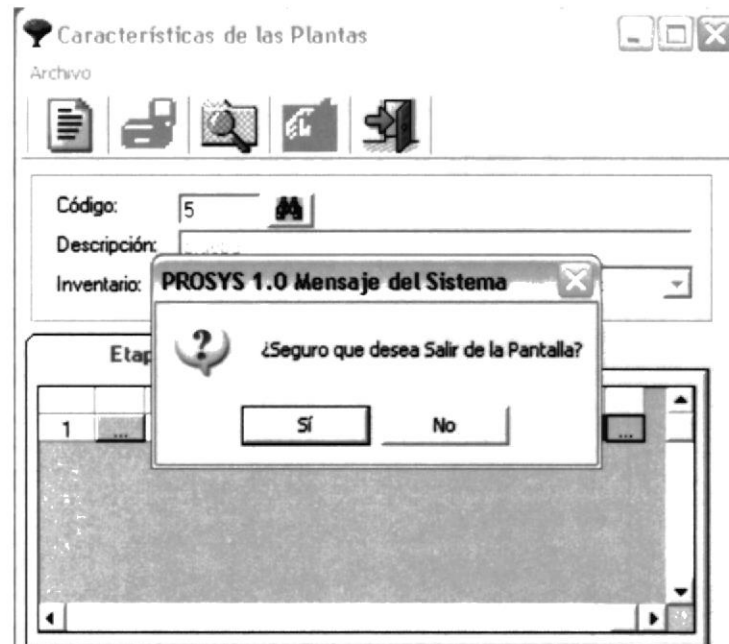 Características de las Plantas
Archivo
Código: 5
Descripción:
Inventario:
PROSYS 1.0 Mensaje del Sistema
¿Seguro que desea Salir de la Pantalla?
Etap
1 ... ...
Sí No